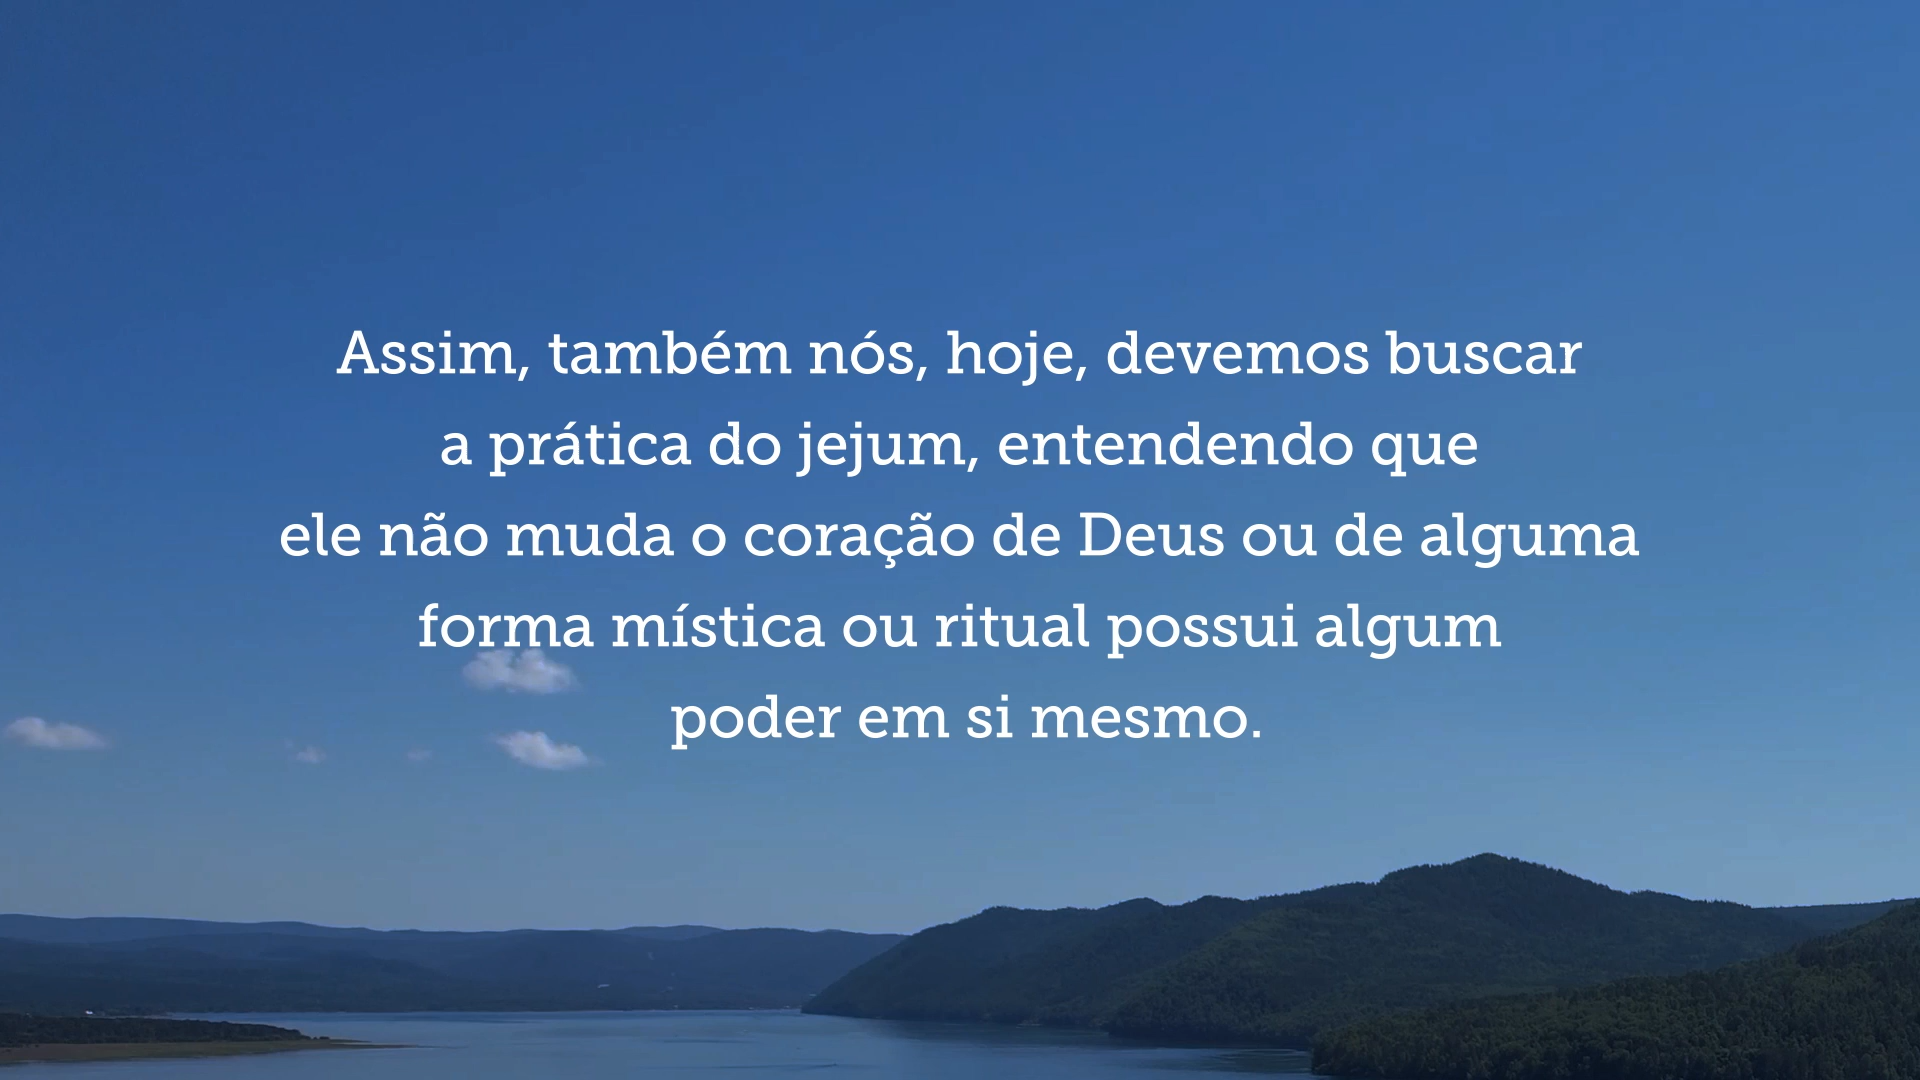 Assim, também nós, hoje, devemos buscar
a prática do jejum, entendendo que
ele não muda o coração de Deus ou de alguma
forma mística ou ritual possui algum
poder em si mesmo.